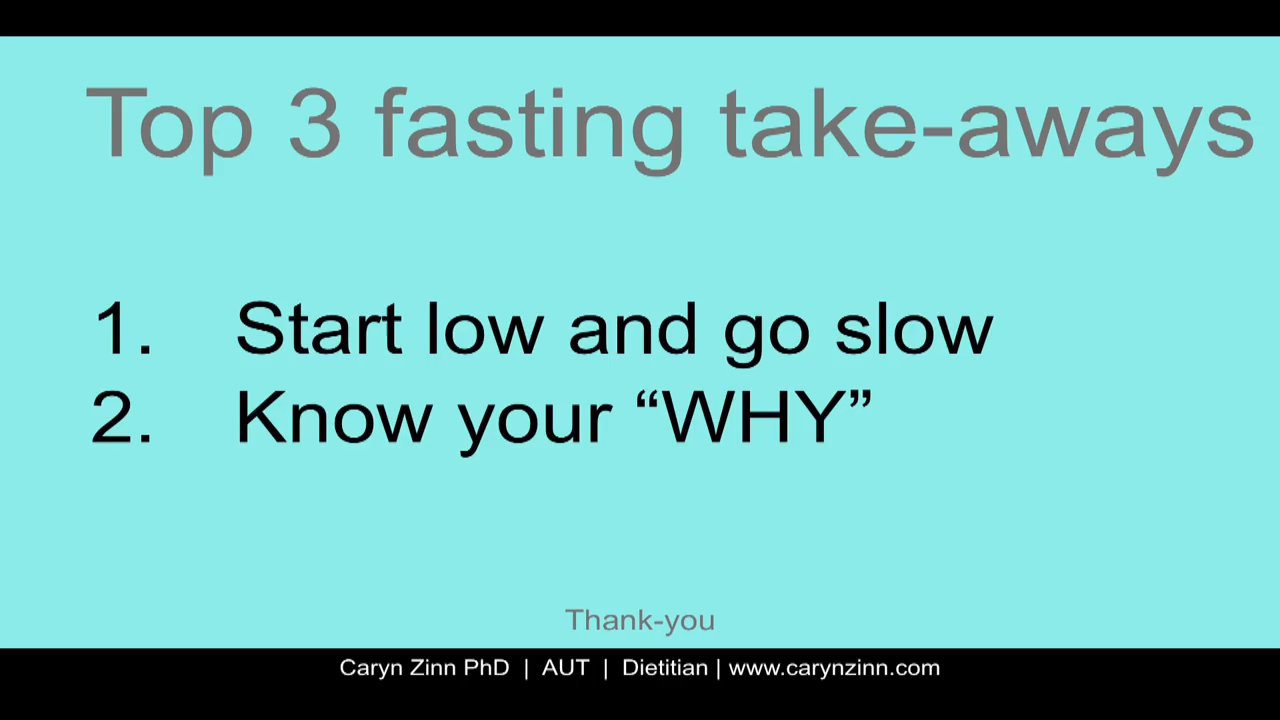 Top 3 fasting take-aways
1. Start low and go slow
2. Know your “WHY”
Thank-you
Caryn Zinn PhD | AUT | Dietitian | www.carynzinn.com